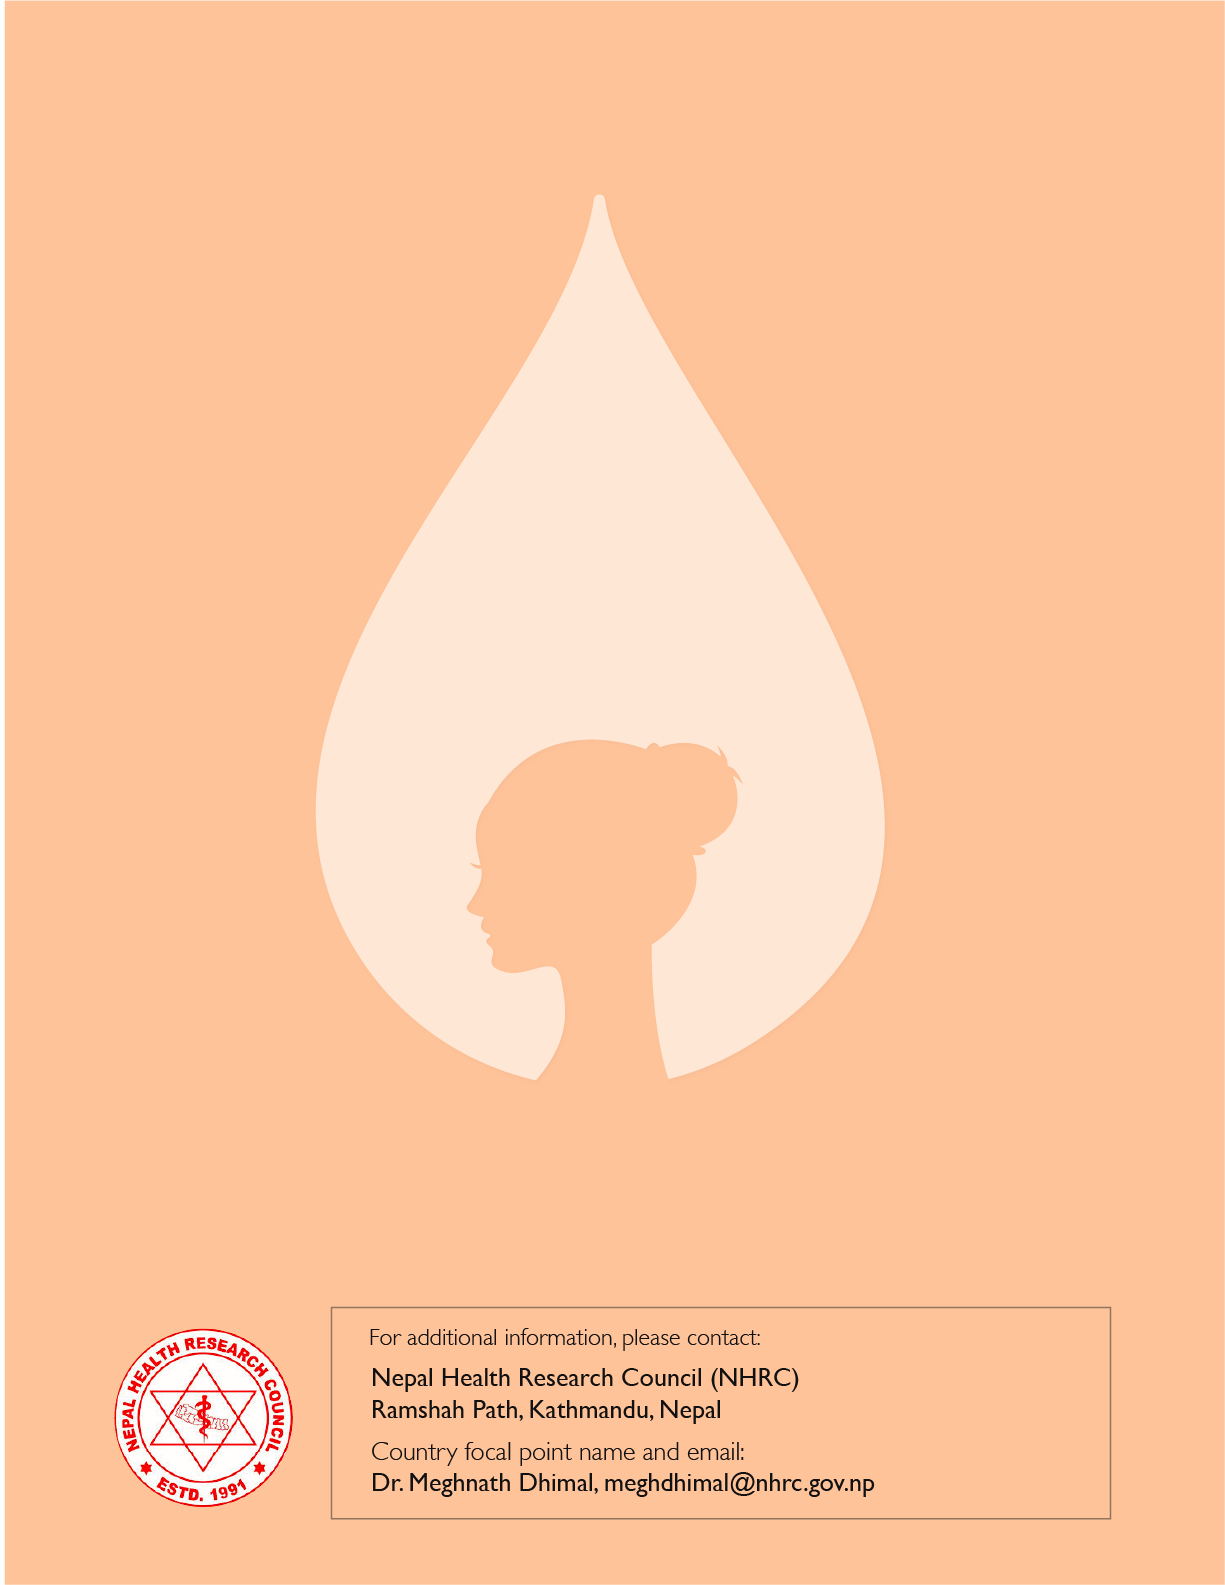 NEPAL HEALTH RESEARCH COUNCIL
ESTD. 1991
For additional information, please contact:
Nepal Health Research Council (NHRC)
Ramshah Path, Kathmandu, Nepal
Country focal point name and email:
Dr. Meghnath Dhimal, meghdhimal@nhrc.gov.np